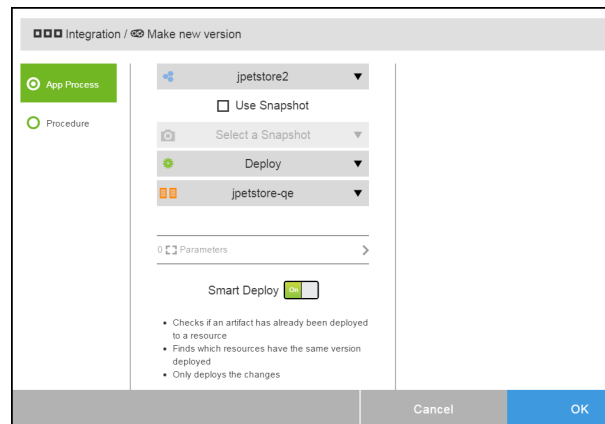 Integration / Make new version
App Process
Procedure
jpetstore2
Use Snapshot
Select a Snapshot
Deploy
jpetstore-qe
0 Parameters
Smart Deploy On
• Checks if an artifact has already been deployed
to a resource
• Finds which resources have the same version
deployed
• Only deploys the changes
Cancel
OK